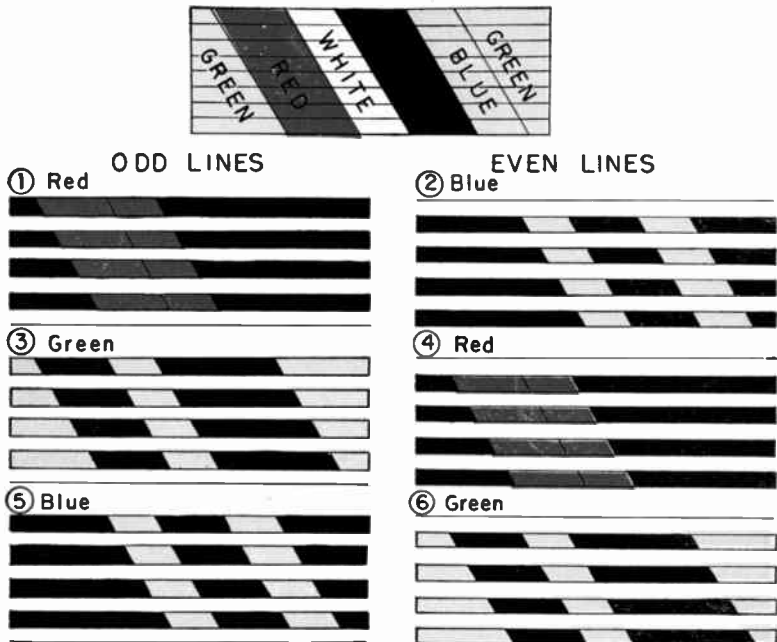 GREEN RED WHITE BLUE GREEN
ODD LINES
EVEN LINES
① Red
② Blue
③ Green
④ Red
⑤ Blue
⑥ Green